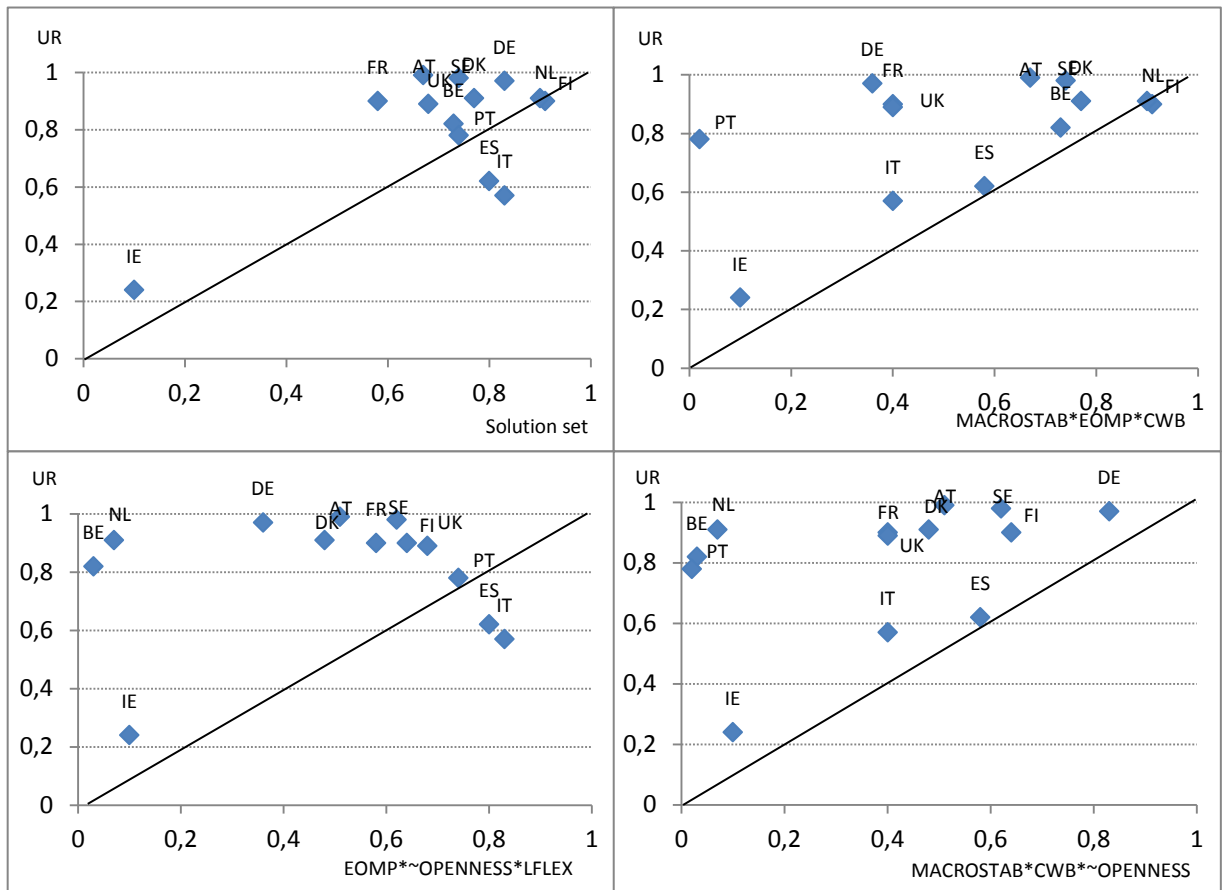 UR
DE
FR
AT
SE
DK
UK
BE
NL
FI
PT
ES
IT
IE
1
0,8
0,6
0,4
0,2
0
0 0,2 0,4 0,6 0,8 1
Solution set
UR
DE
FR
UK
AT
SE
DK
BE
NL
FI
PT
IT
ES
IE
1
0,8
0,6
0,4
0,2
0
0 0,2 0,4 0,6 0,8 1
MACROSTAB*EOMP*CWB
UR
DE
NL
BE
AT
DK
FR
SE
FI
UK
PT
ES
IT
IE
1
0,8
0,6
0,4
0,2
0
0 0,2 0,4 0,6 0,8 1
EOMP*~OPENNESS*LFLEX
UR
DE
NL
BE
PT
FR
UK
DK
AT
SE
FI
IT
ES
IE
1
0,8
0,6
0,4
0,2
0
0 0,2 0,4 0,6 0,8 1
MACROSTAB*CWB*~OPENNESS